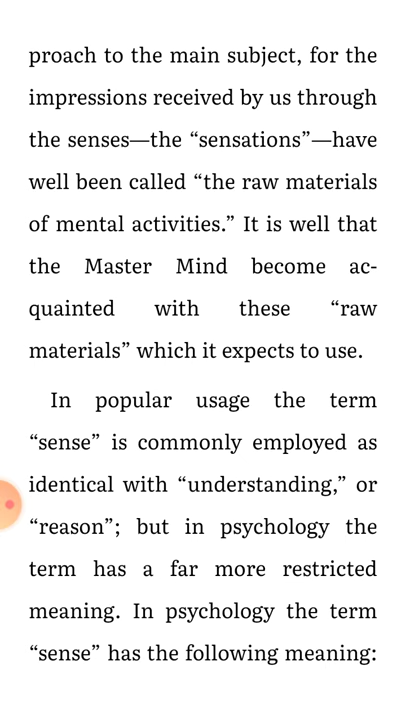 proach to the main subject, for the
impressions received by us through
the senses—the “sensations”—have
well been called “the raw materials
of mental activities.” It is well that
the Master Mind become ac-
quainted with these “raw
materials” which it expects to use.
In popular usage the term
“sense” is commonly employed as
identical with “understanding,” or
“reason”; but in psychology the
term has a far more restricted
meaning. In psychology the term
“sense” has the following meaning: